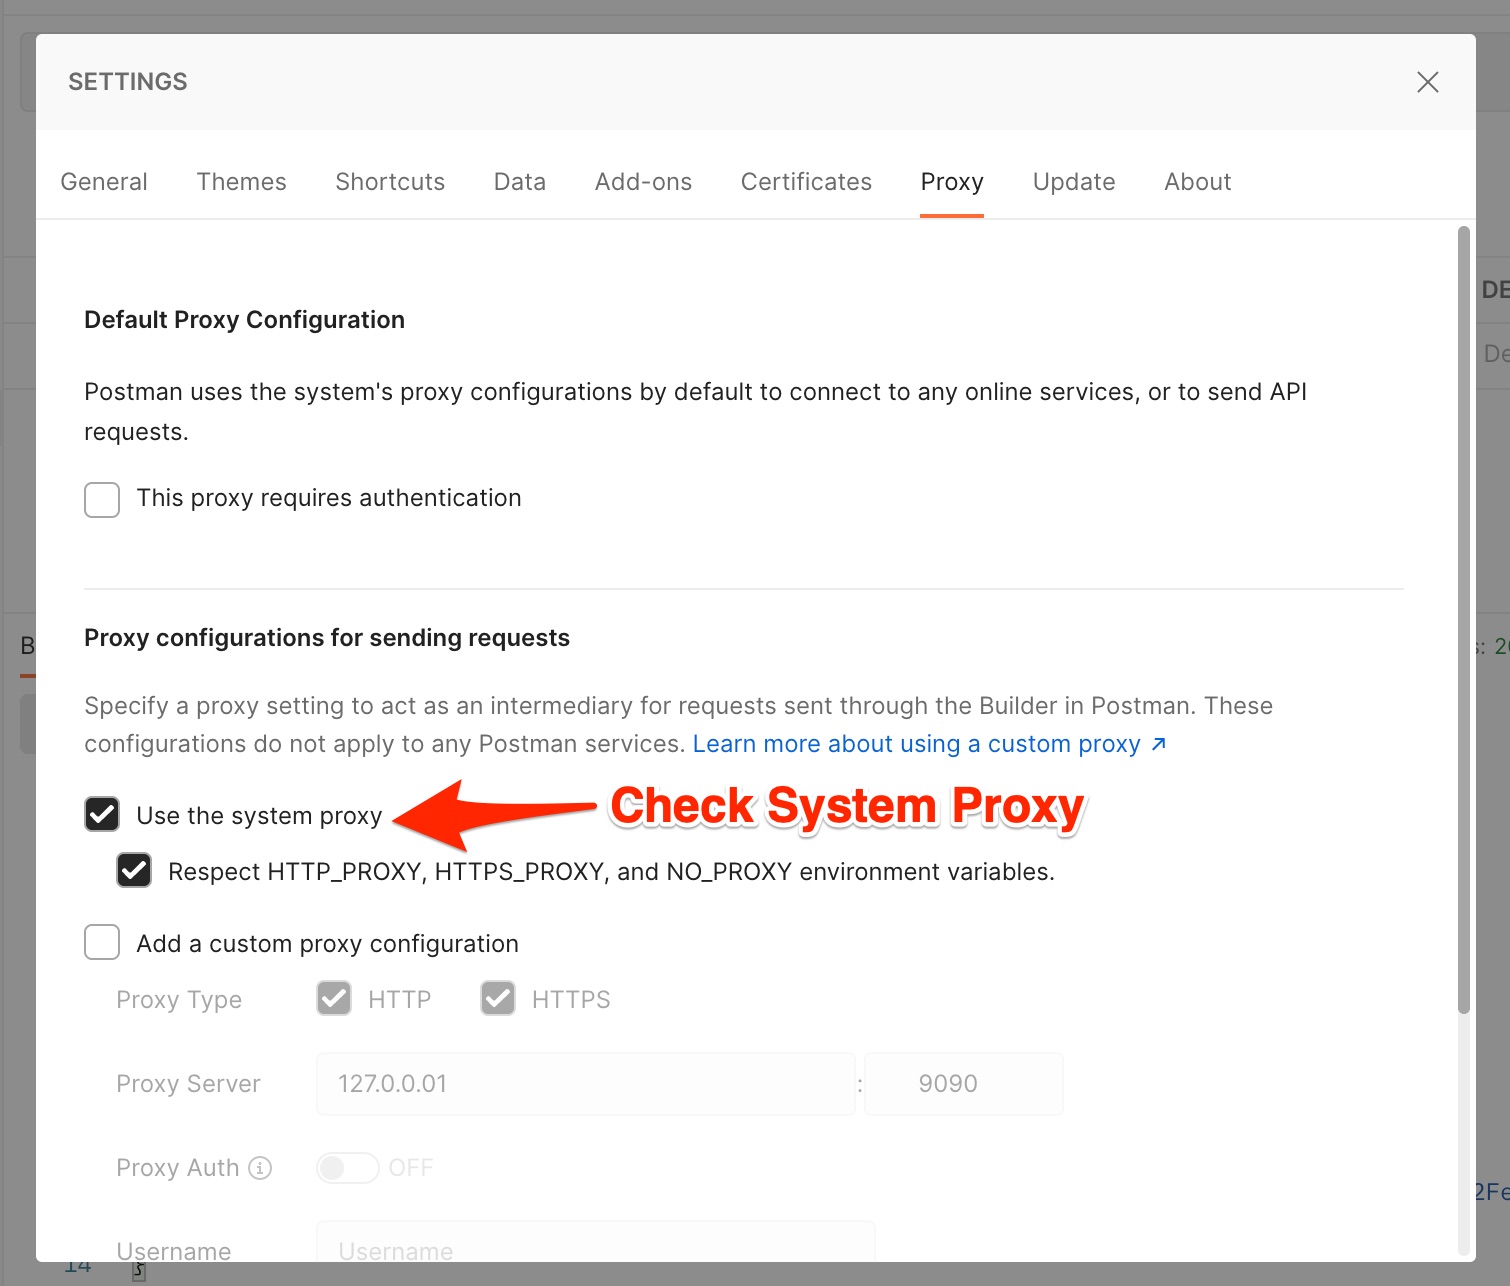 SETTINGS
General Themes Shortcuts Data Add-ons Certificates Proxy Update About
Default Proxy Configuration
DE
De
Postman uses the system's proxy configurations by default to connect to any online services, or to send API
requests.
This proxy requires authentication
Proxy configurations for sending requests
B
s: 20
Specify a proxy setting to act as an intermediary for requests sent through the Builder in Postman. These
configurations do not apply to any Postman services. Learn more about using a custom proxy ↗
Use the system proxy
Check System Proxy
Respect HTTP_PROXY, HTTPS_PROXY, and NO_PROXY environment variables.
Add a custom proxy configuration
Proxy Type HTTP HTTPS
Proxy Server 127.0.0.01 : 9090
Proxy Auth OFF
2Fe
Username Username
14 }